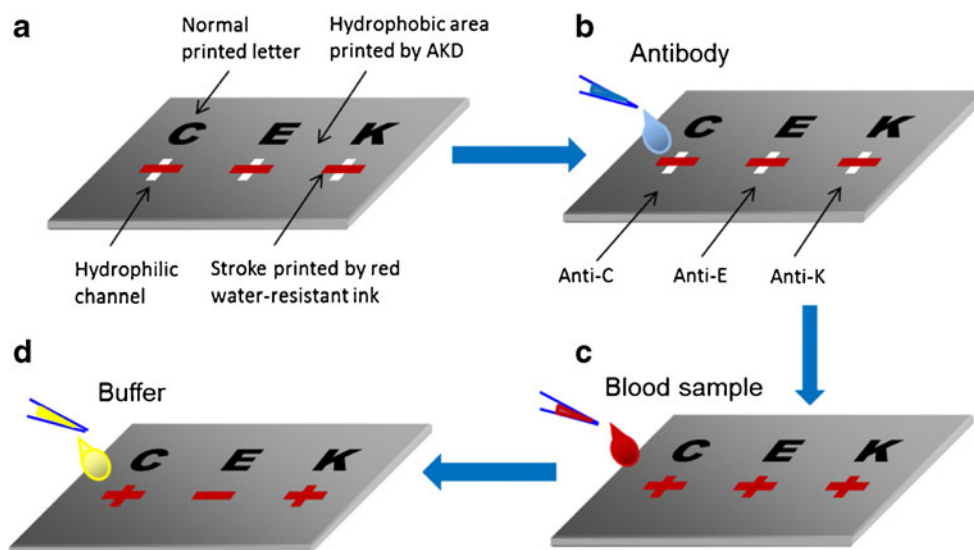 a
Normal
printed letter
Hydrophobic area
printed by AKD
C E K
Hydrophilic
channel
Stroke printed by red
water-resistant ink
b
Antibody
C E K
Anti-C
Anti-E
Anti-K
d
Buffer
C E K
c
Blood sample
C E K